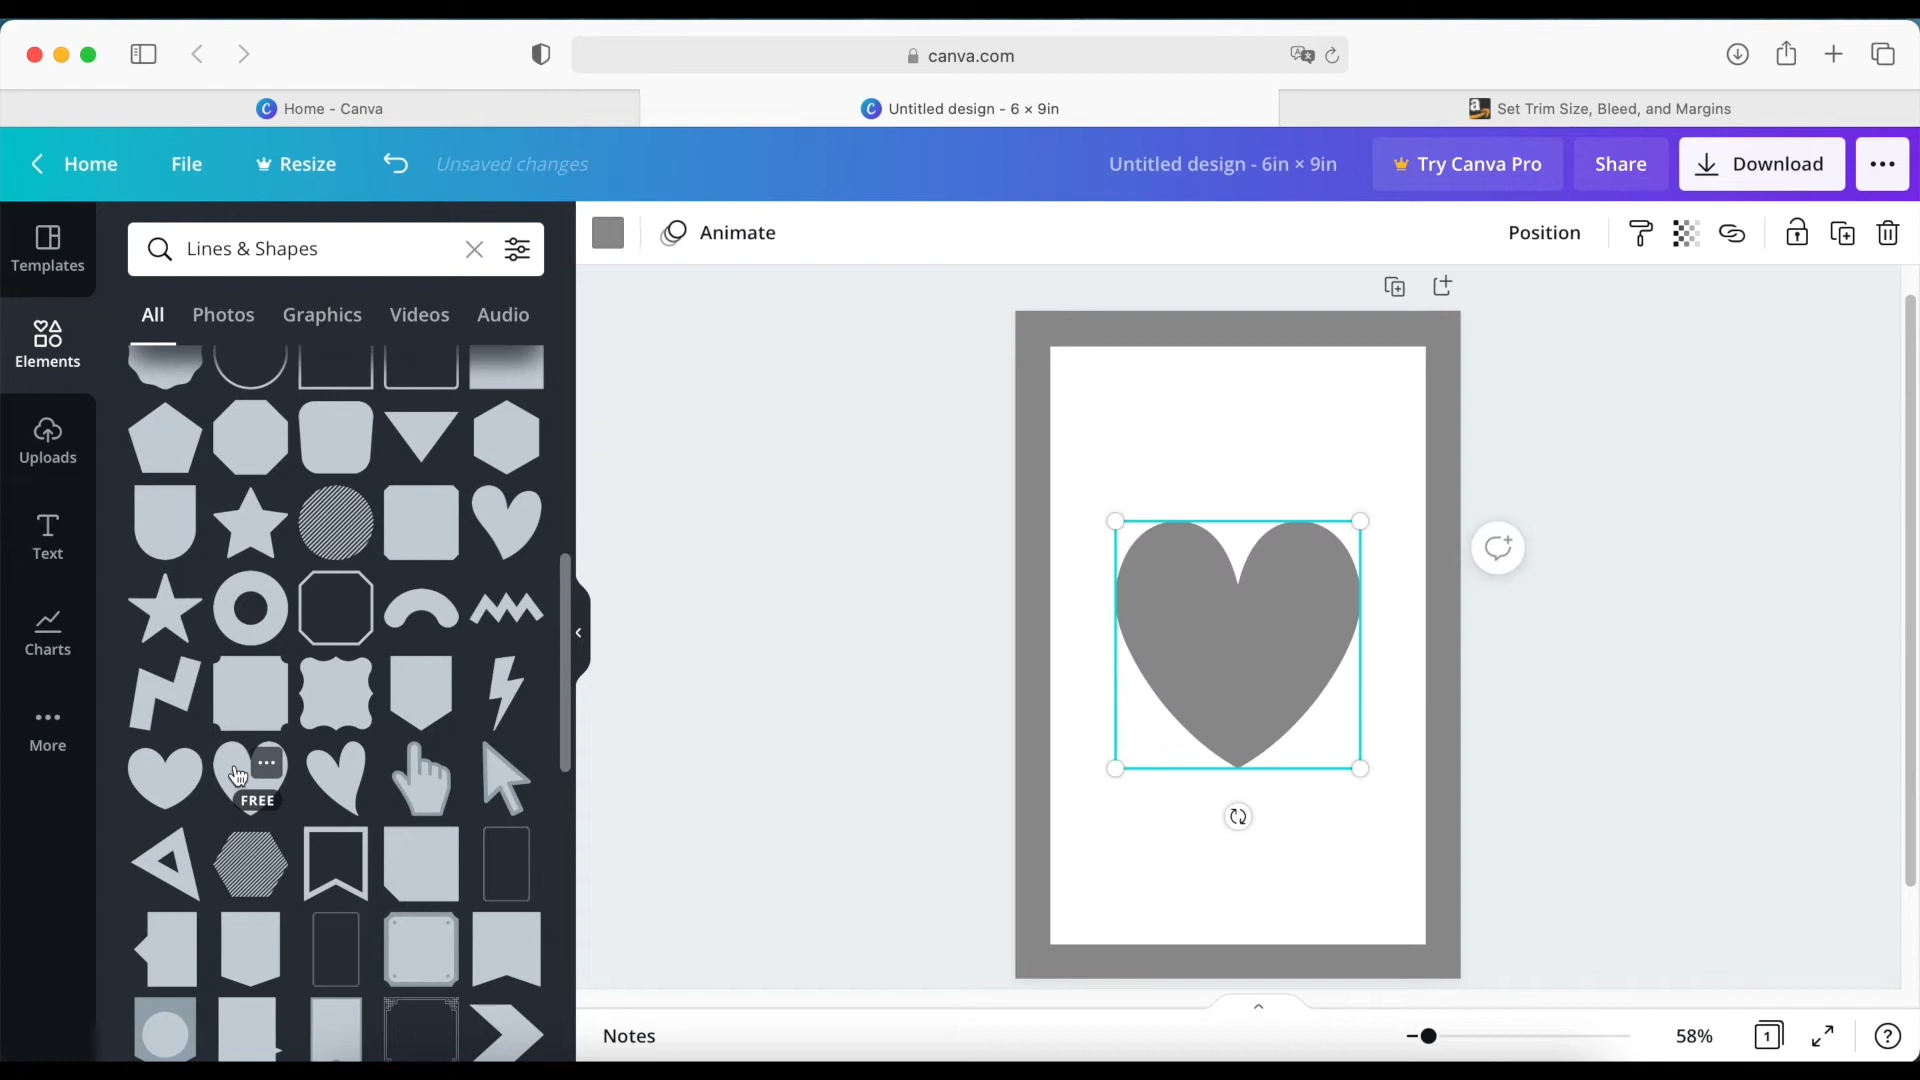 canva.com
Home - Canva
Untitled design - 6 × 9in
Set Trim Size, Bleed, and Margins
Home
File
Resize
Unsaved changes
Untitled design - 6in × 9in
Try Canva Pro
Share
Download
Templates
Lines & Shapes
Animate
Position
All
Photos
Graphics
Videos
Audio
Elements
Uploads
Text
Charts
More
FREE
Notes
58%
1